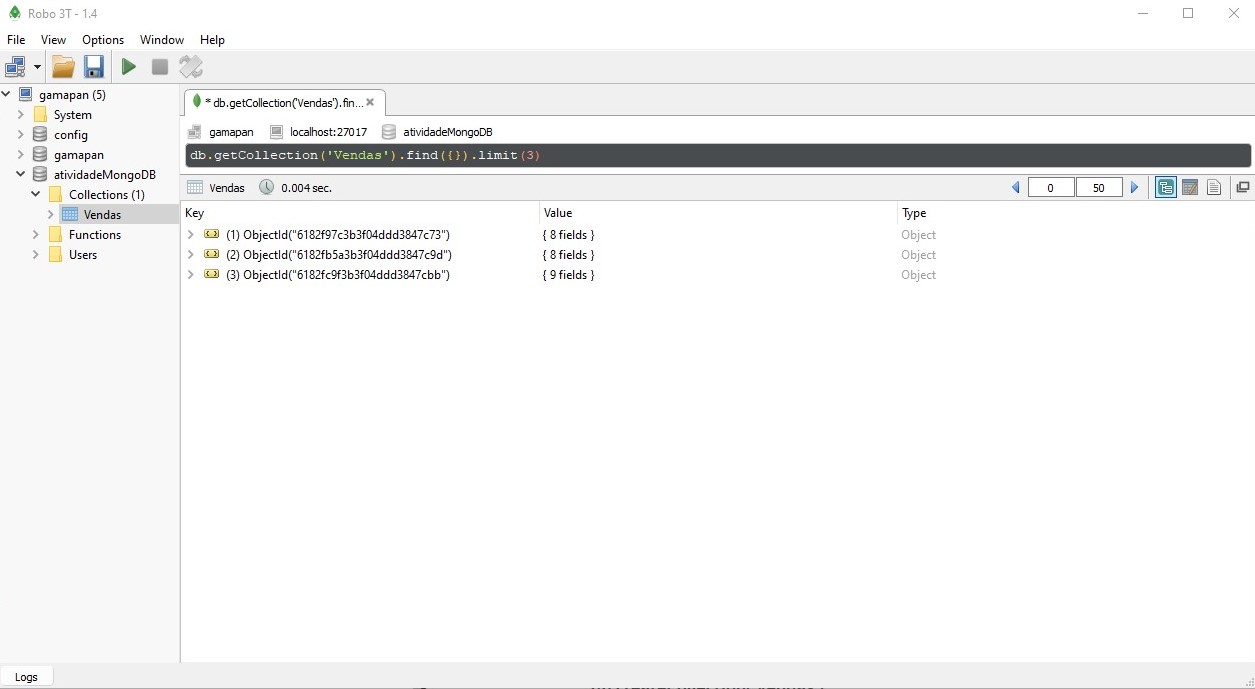 Robo 3T - 1.4
File View Options Window Help
gamapan (5)
System
config
gamapan
atividadeMongoDB
Collections (1)
Vendas
Functions
Users
* db.getCollection('Vendas').fin...
gamapan localhost:27017 atividadeMongoDB
db.getCollection('Vendas').find({}).limit(3)
Vendas 0.004 sec. 0 50
Key Value Type
(1) ObjectId("6182f97c3b3f04ddd3847c73") { 8 fields } Object
(2) ObjectId("6182fb5a3b3f04ddd3847c9d") { 8 fields } Object
(3) ObjectId("6182fc9f3b3f04ddd3847cbb") { 9 fields } Object
Logs